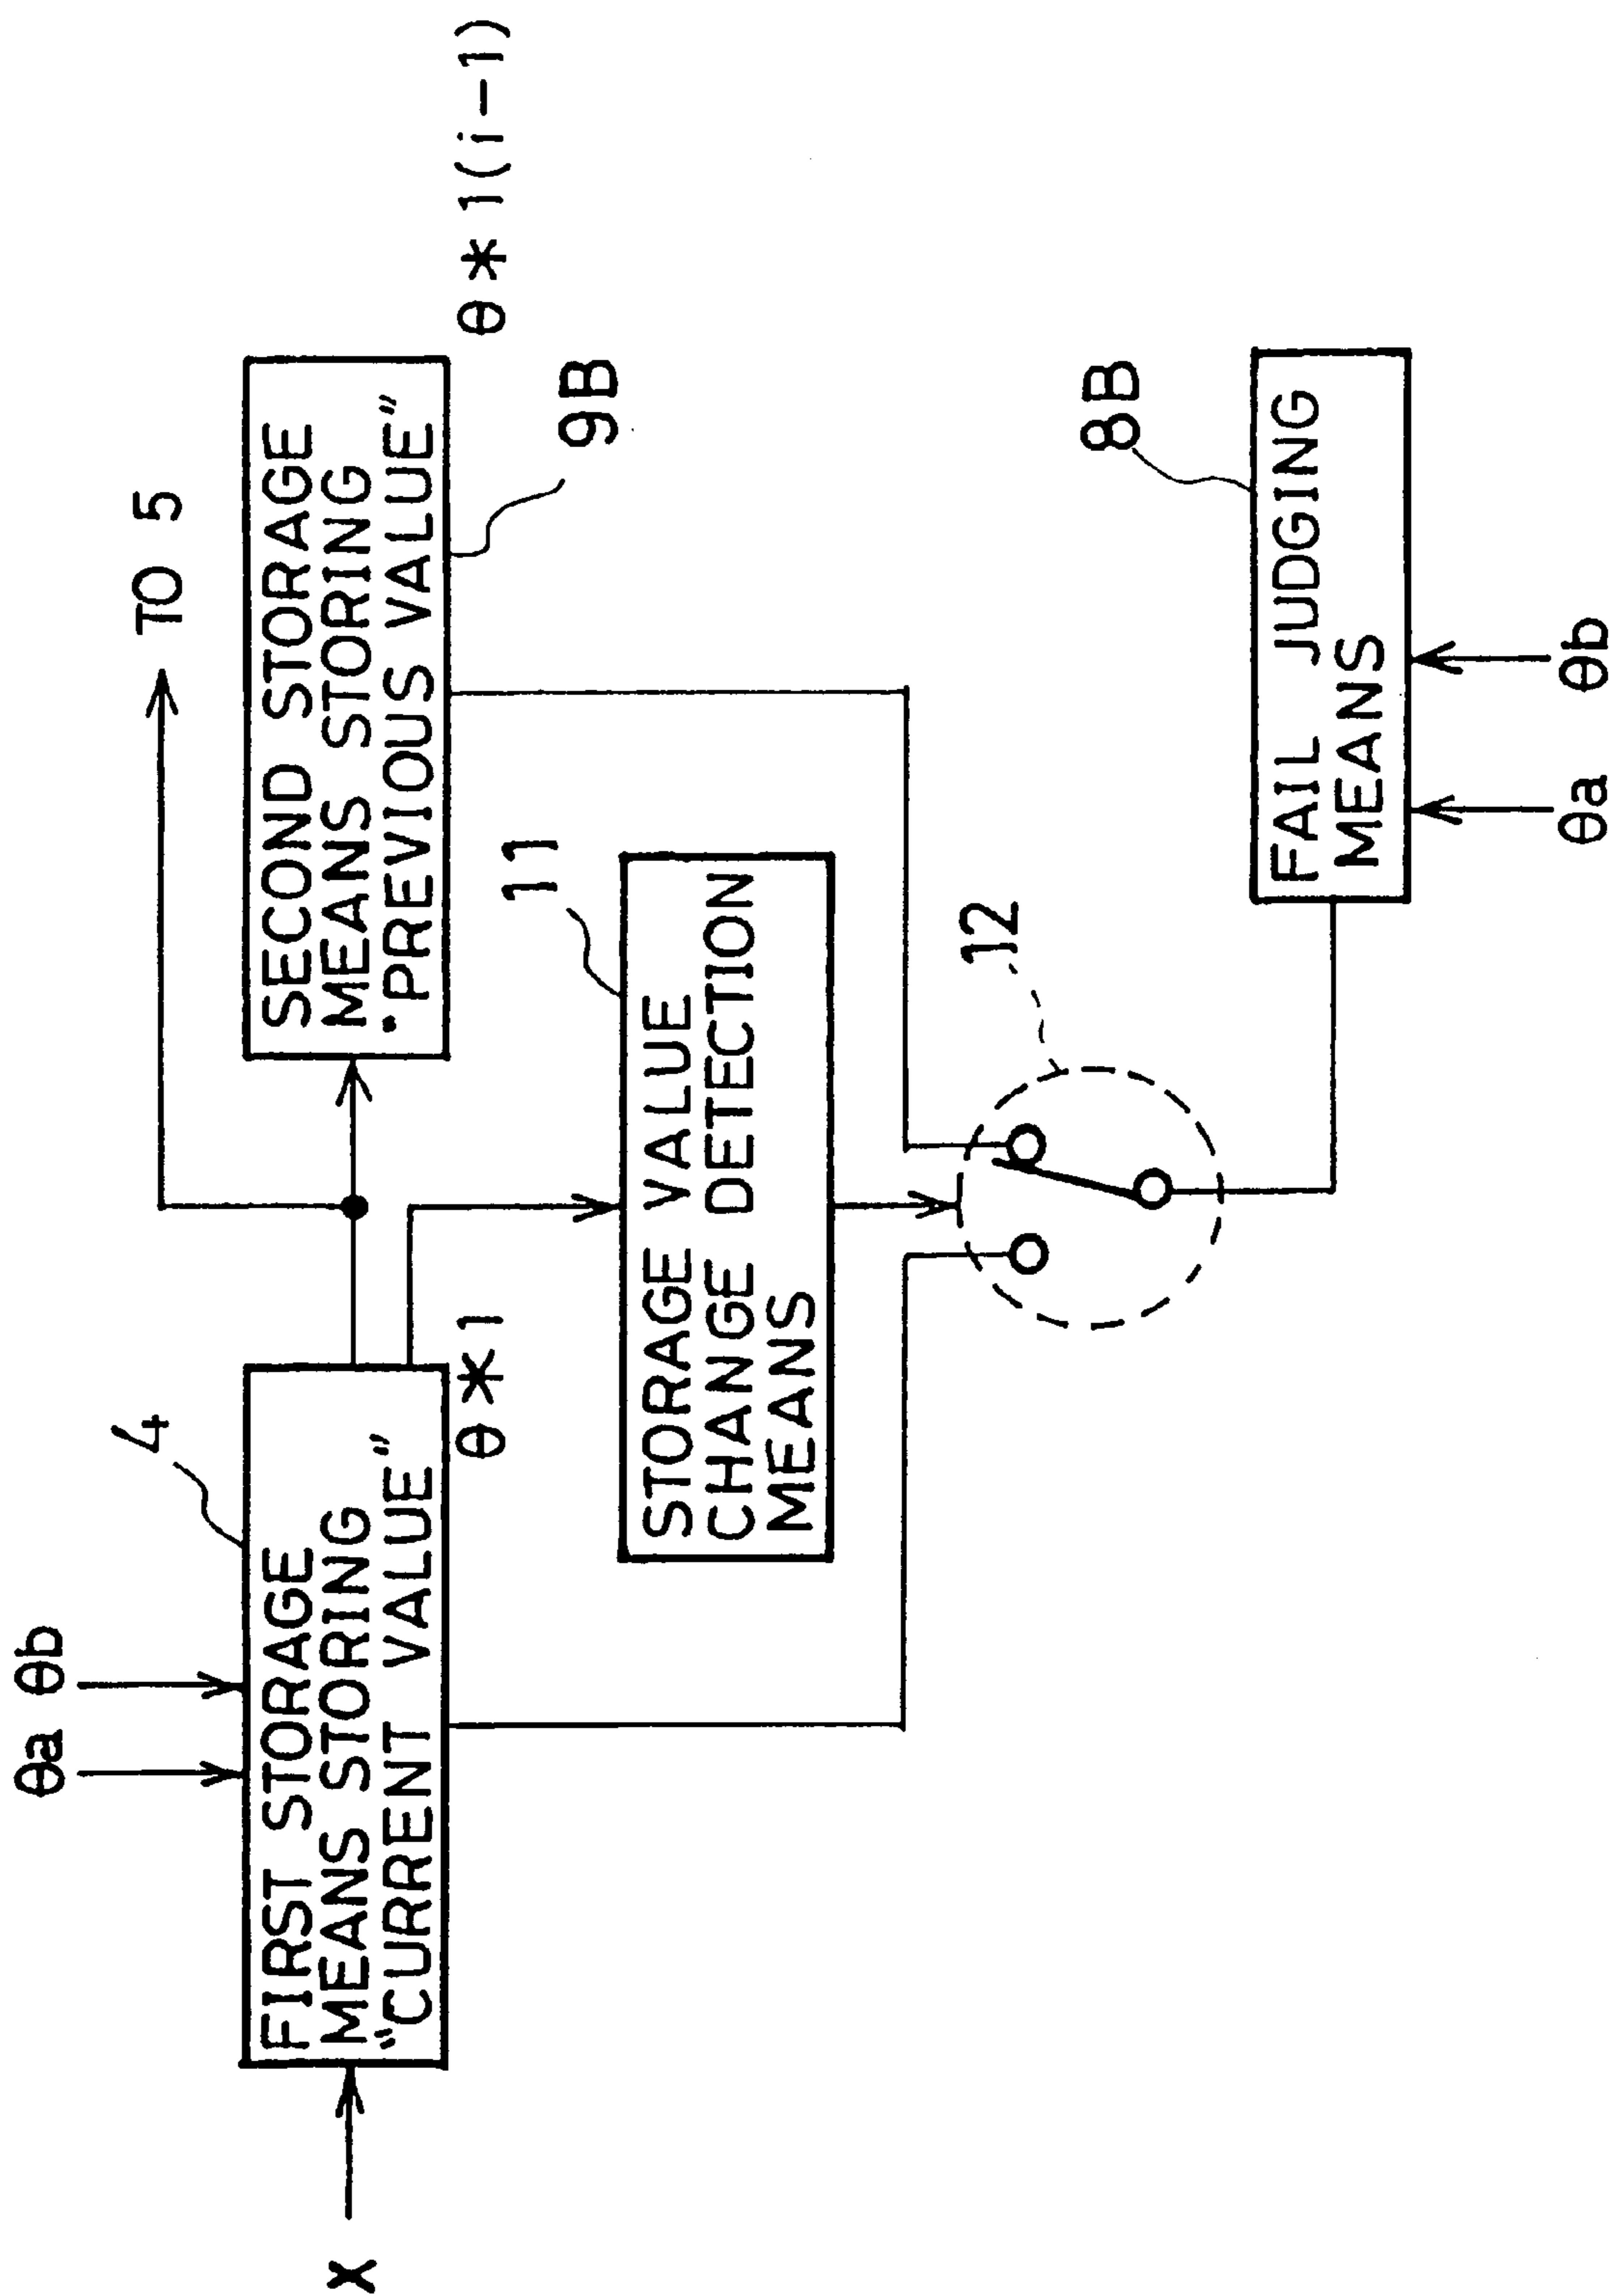 θa θb
4
TO 5
X
FIRST STORAGE
MEANS STORING
"CURRENT VALUE"
θ*1
SECOND STORAGE
MEANS STORING
"PREVIOUS VALUE"
9B
θ*1(i-1)
11
STORAGE VALUE
CHANGE DETECTION
MEANS
12
8B
FAIL JUDGING
MEANS
θa θb